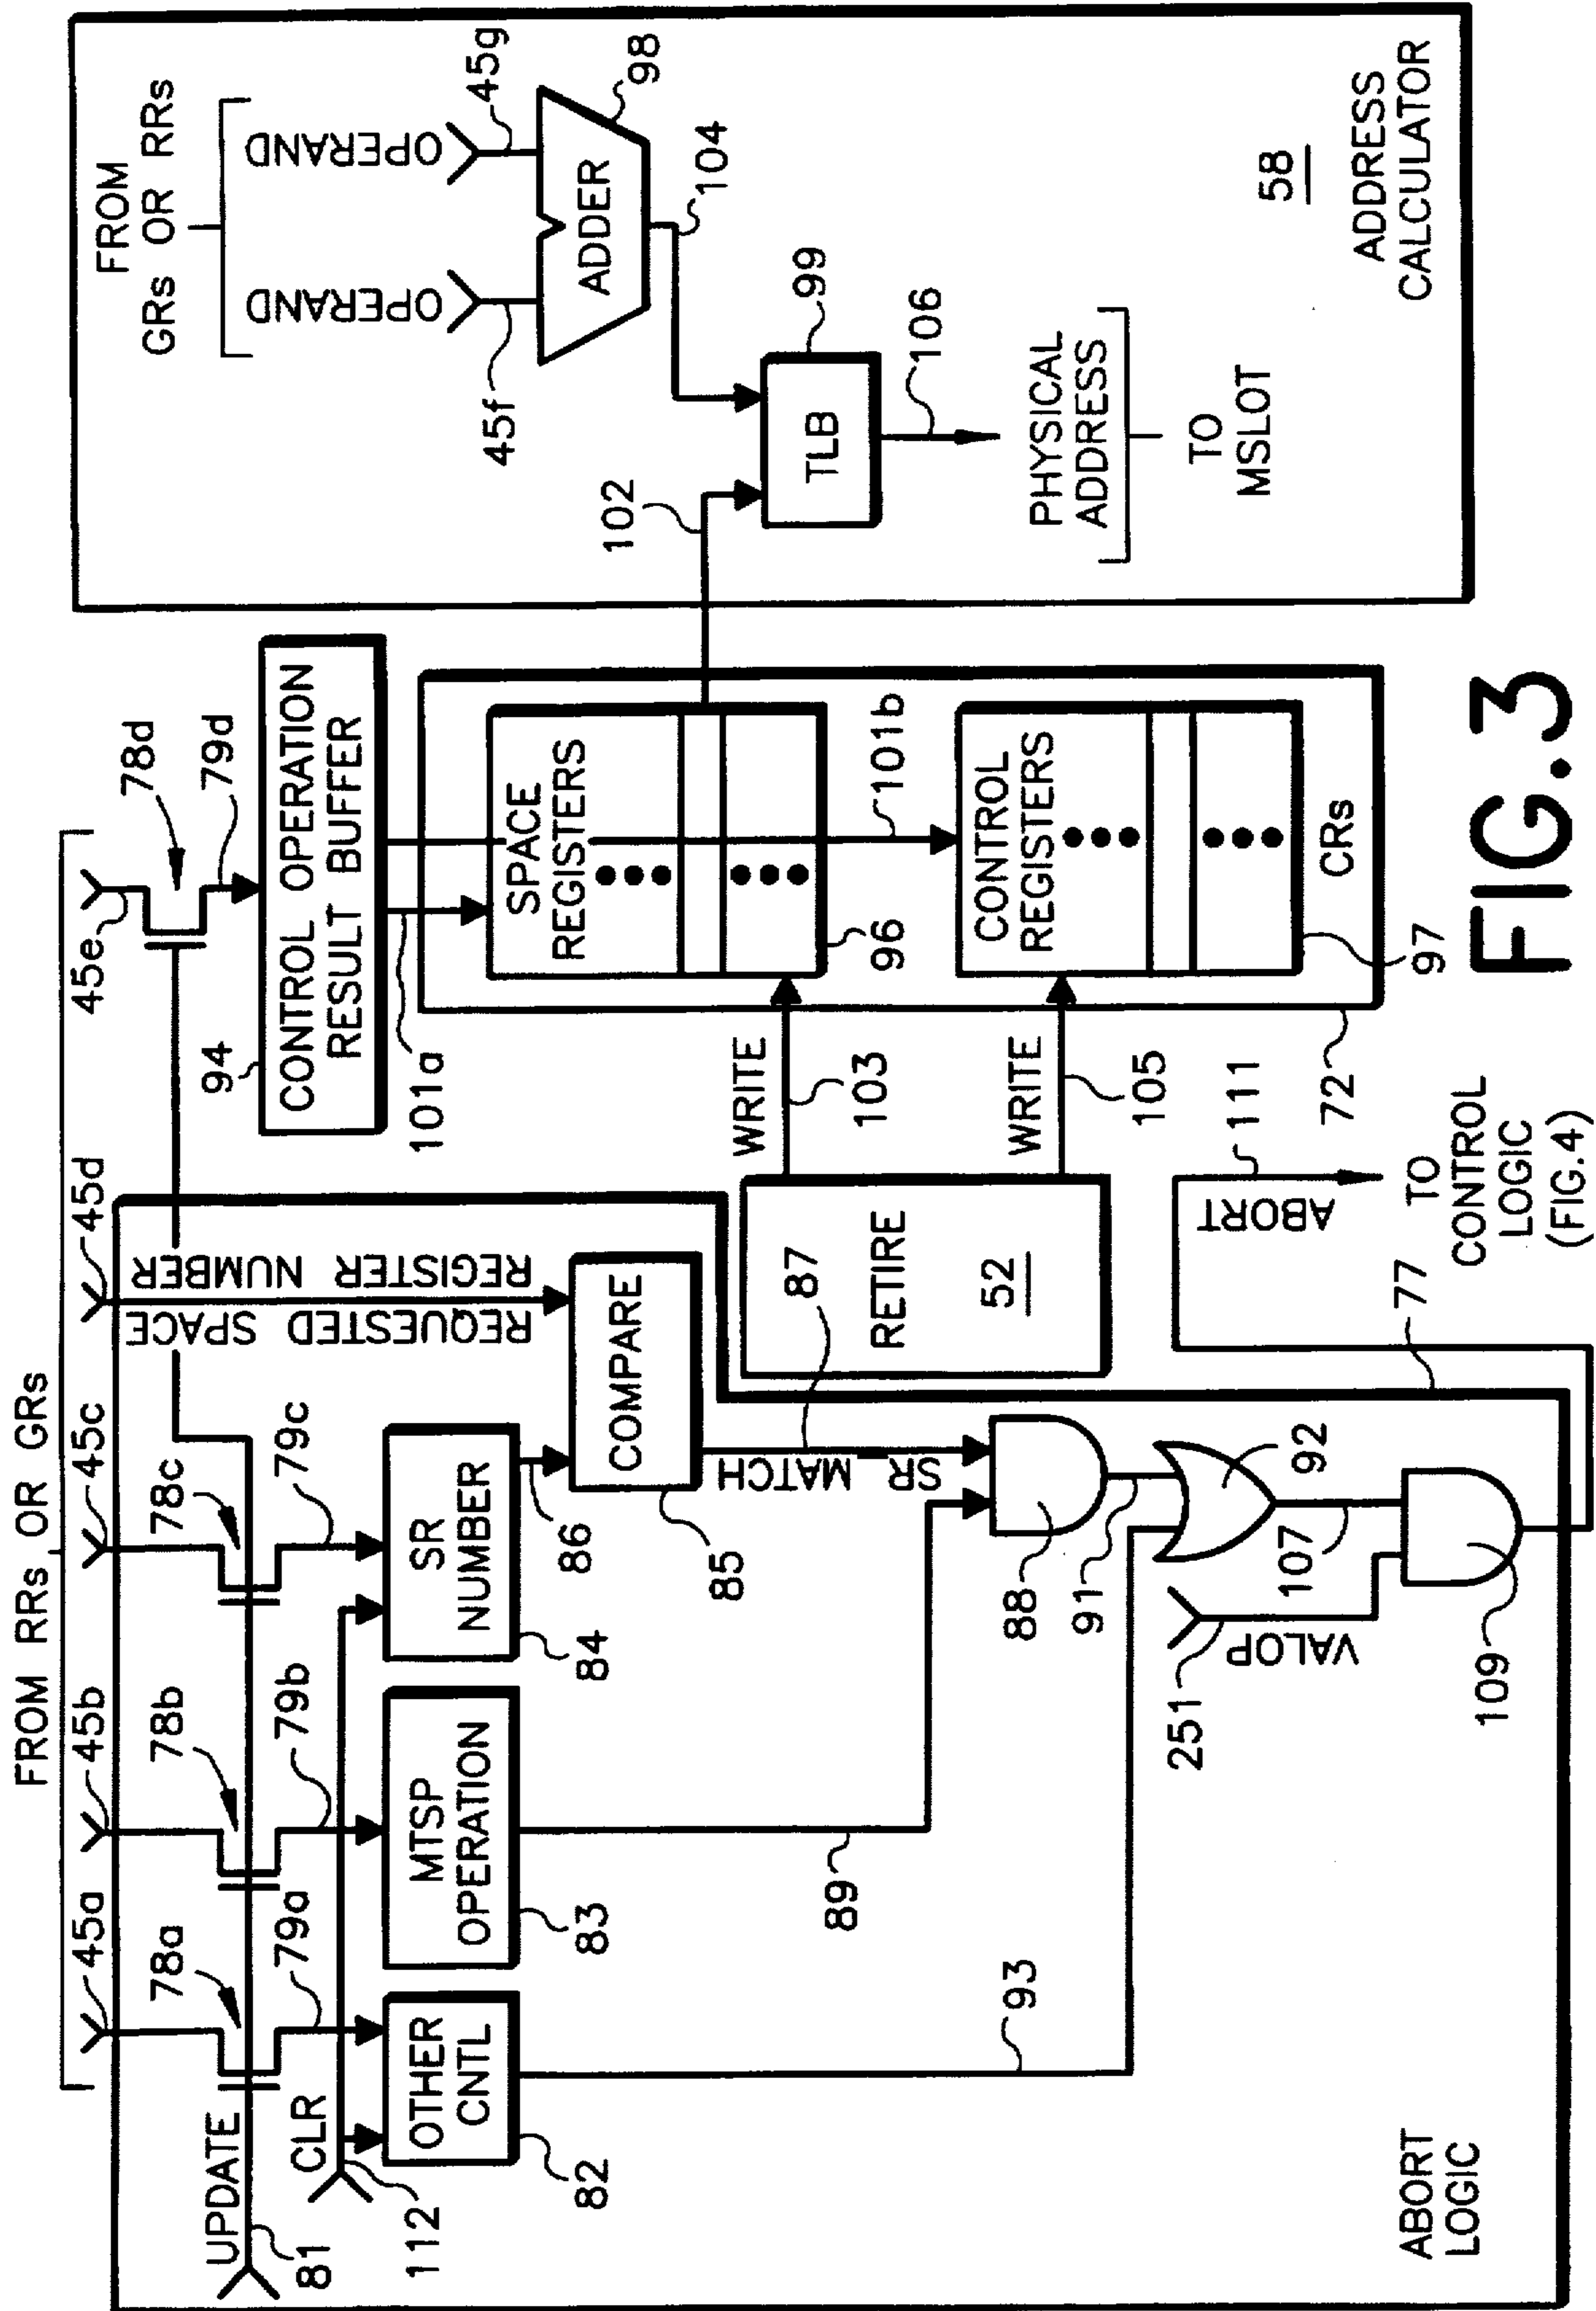 FROM RRs OR GRs
45a
45b
45c
45d
45e
UPDATE
81
78a
78b
78c
78d
79a
79b
79c
79d
CLR
112
OTHER
CNTL
82
MTSP
OPERATION
83
SR
NUMBER
84
86
REQUESTED SPACE
REGISTER NUMBER
COMPARE
85
SR_MATCH
87
89
88
91
92
93
251
VALOP
107
109
ABORT
LOGIC
77
ABORT
111
TO
CONTROL
LOGIC
(FIG.4)
RETIRE
52
WRITE
103
WRITE
105
94
CONTROL OPERATION
RESULT BUFFER
101a
SPACE
REGISTERS
96
101b
CONTROL
REGISTERS
97
CRs
72
102
FROM
GRs OR RRs
OPERAND
OPERAND
45f
45g
ADDER
98
104
TLB
99
106
PHYSICAL
ADDRESS
TO
MSLOT
58
ADDRESS
CALCULATOR
FIG.3